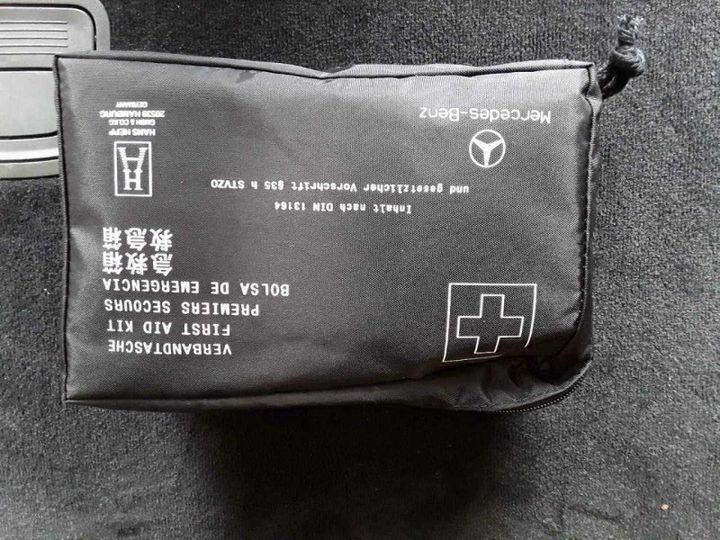 VERBANDTASCHE
FIRST AID KIT
PREMIERS SECOURS
BOLSA DE EMERGENCIA
急救箱
救急箱
Inhalt nach DIN 13164
und gesetzlicher Vorschrift §35 h STVZO
Mercedes-Benz
HANS HEPP
GMBH & CO.KG
20539 HAMBURG
GERMANY